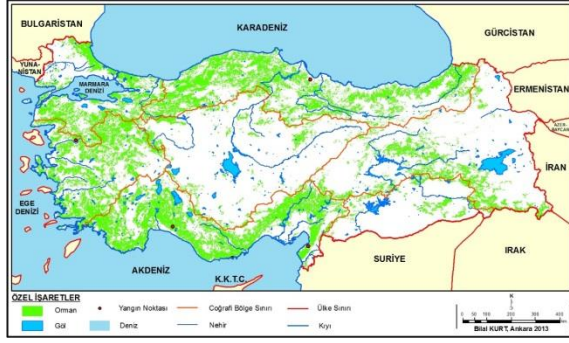 BULGARİSTAN
KARADENİZ
GÜRCİSTAN
YUNA-
NİSTAN
MARMARA
DENİZİ
ERMENİSTAN
AZER-
BAYCAN
İRAN
EGE
DENİZİ
AKDENİZ
K.K.T.C.
SURİYE
IRAK
ÖZEL İŞARETLER
Orman
Yangın Noktası
Coğrafi Bölge Sınırı
Ülke Sınırı
Göl
Deniz
Nehir
Kıyı
K
Bilal KURT, Ankara 2013